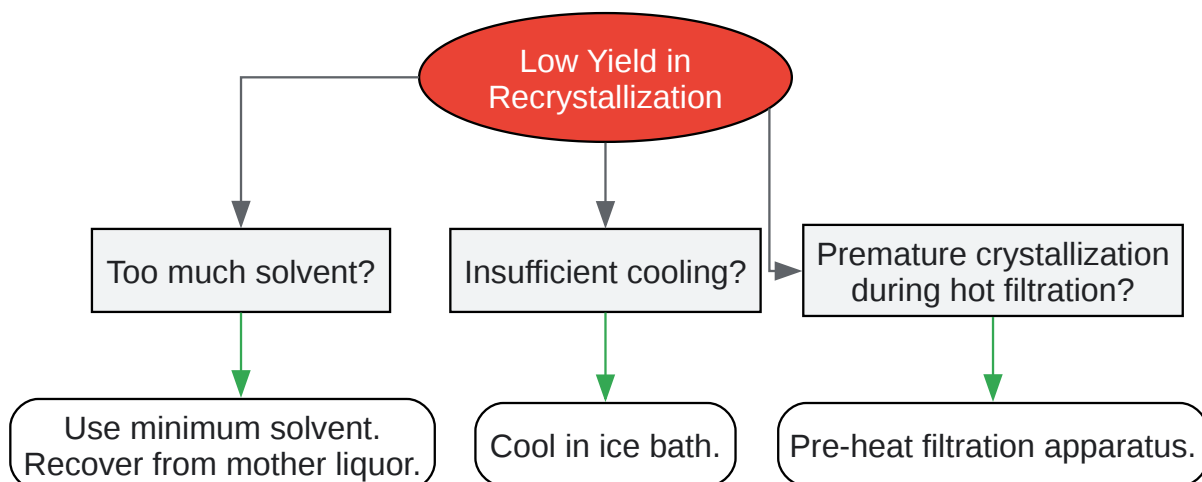 Low Yield in
Recrystallization
Too much solvent?
Insufficient cooling?
Premature crystallization
during hot filtration?
Use minimum solvent.
Recover from mother liquor.
Cool in ice bath.
Pre-heat filtration apparatus.